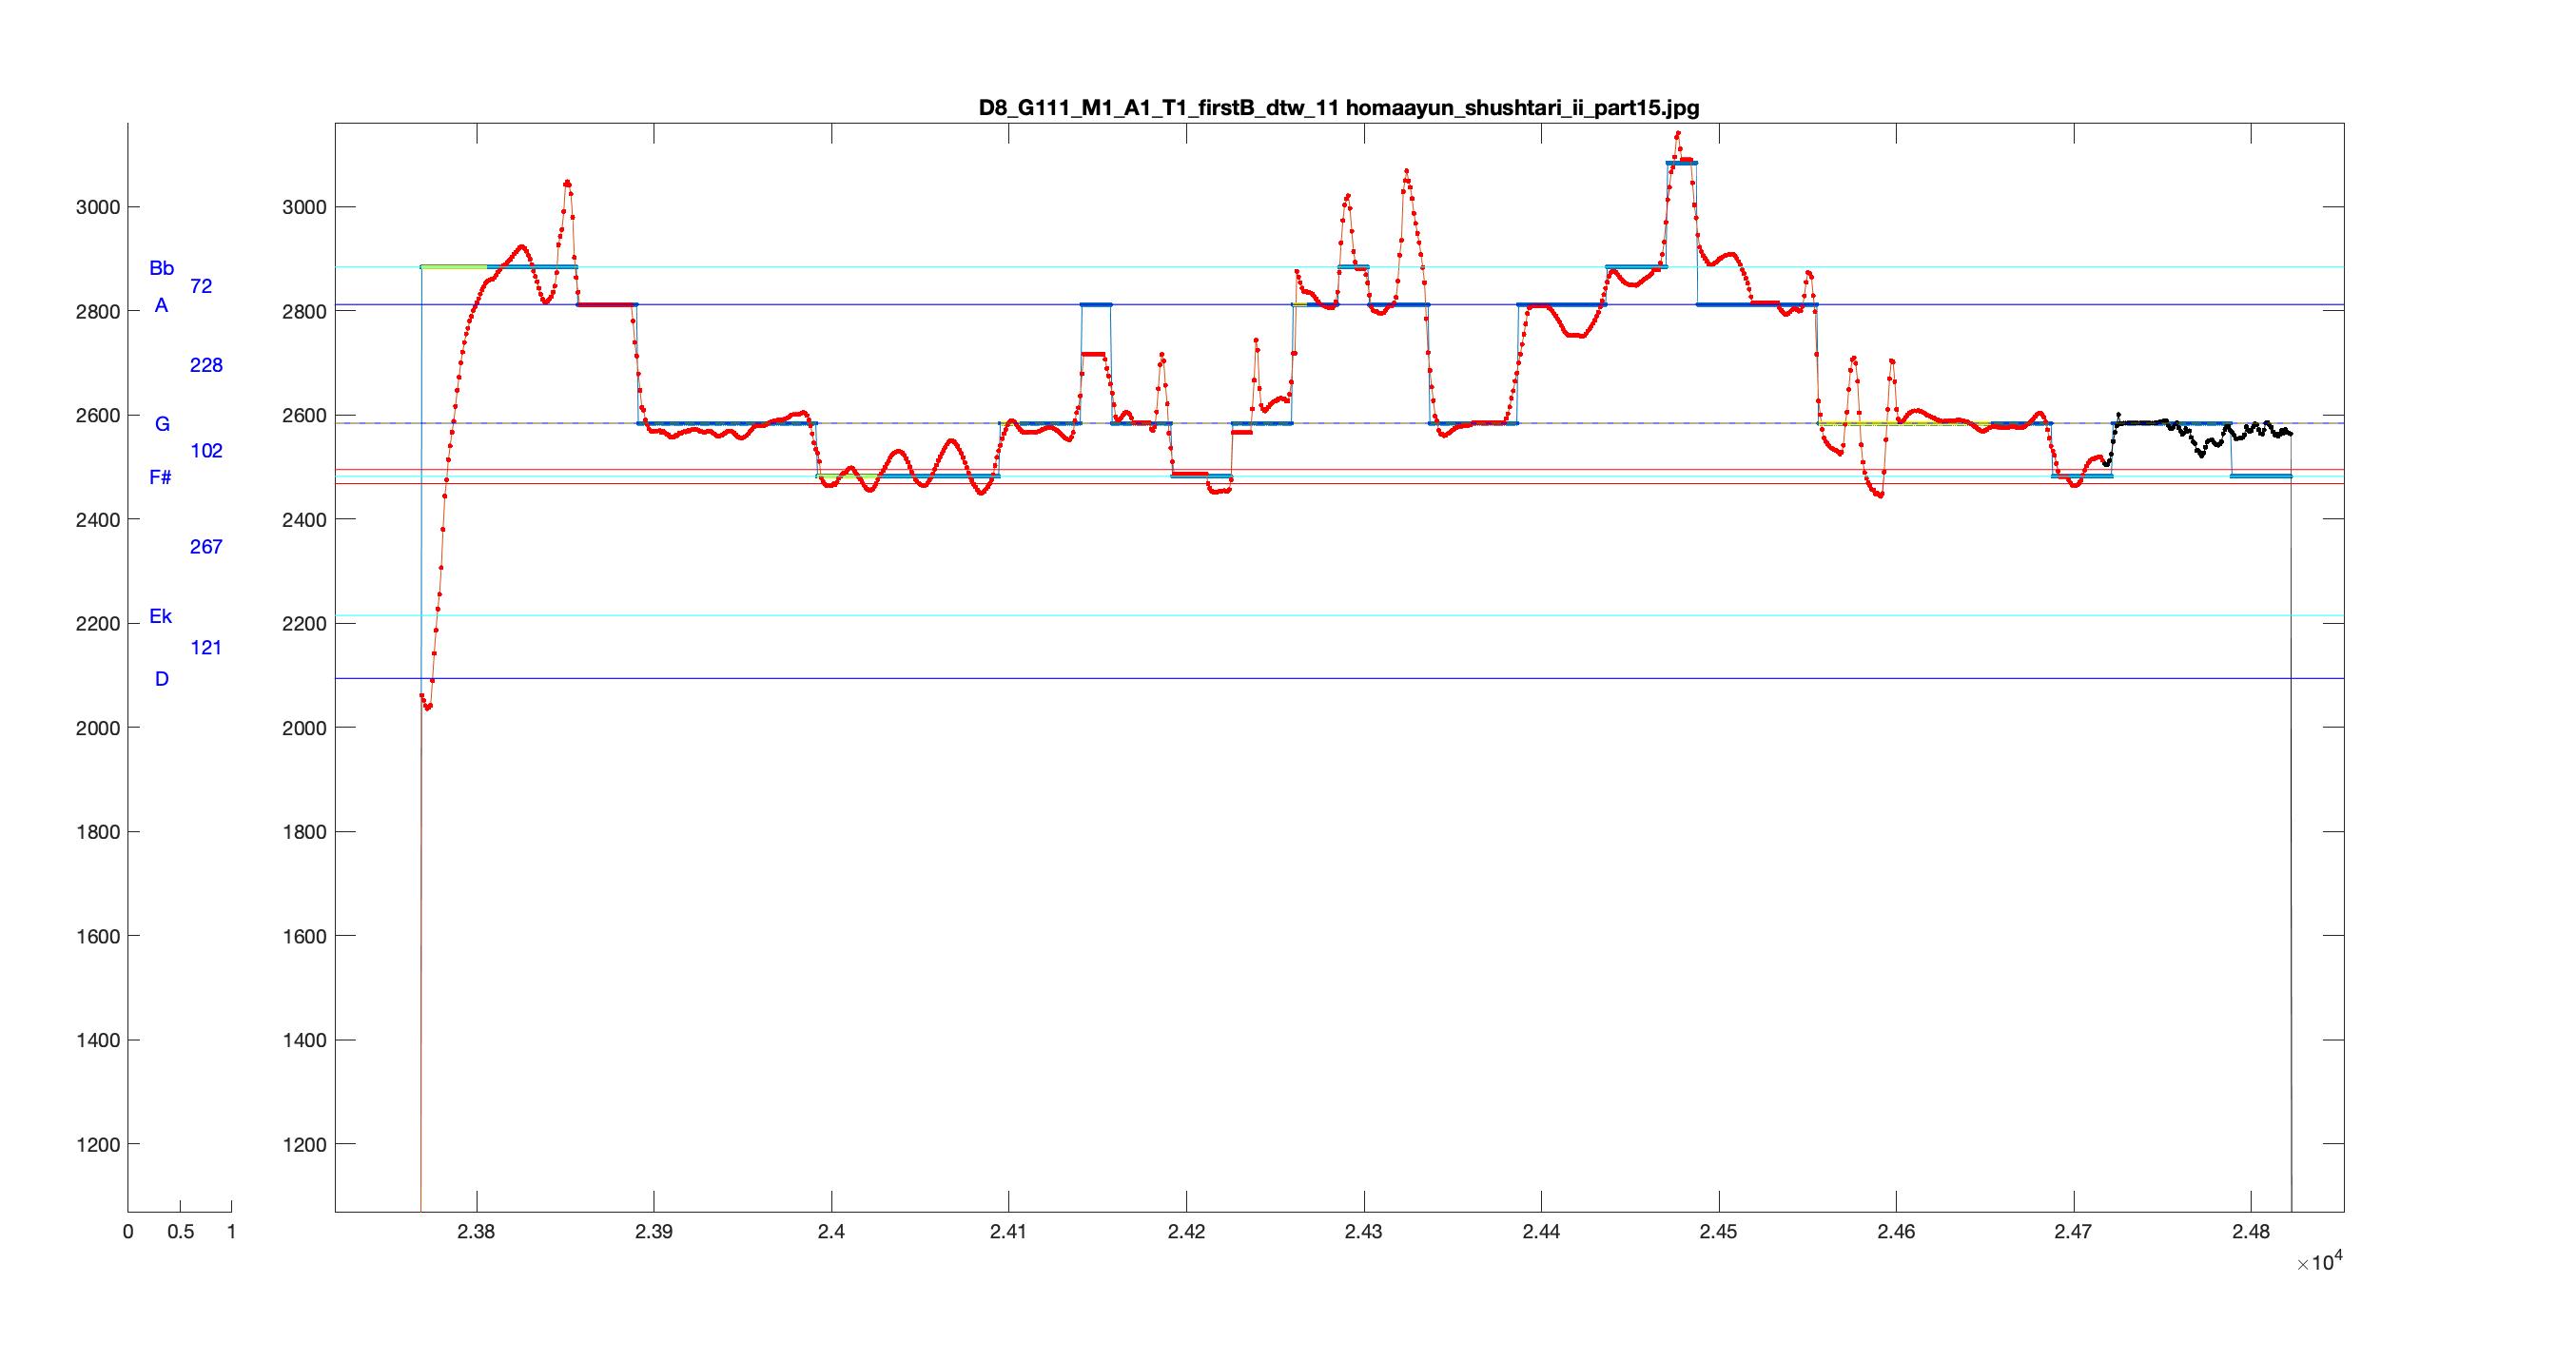 D8_G111_M1_A1_T1_firstB_dtw_11 homaayun_shushtari_ii_part15.jpg
3000 3000
Bb
72
2800 A 2800
228
2600 2600
G
102
F#
2400 2400
267
2200 Ek 2200
121
D
2000 2000
1800 1800
1600 1600
1400 1400
1200 1200
0 0.5 1 2.38 2.39 2.4 2.41 2.42 2.43 2.44 2.45 2.46 2.47 2.48
×10^4